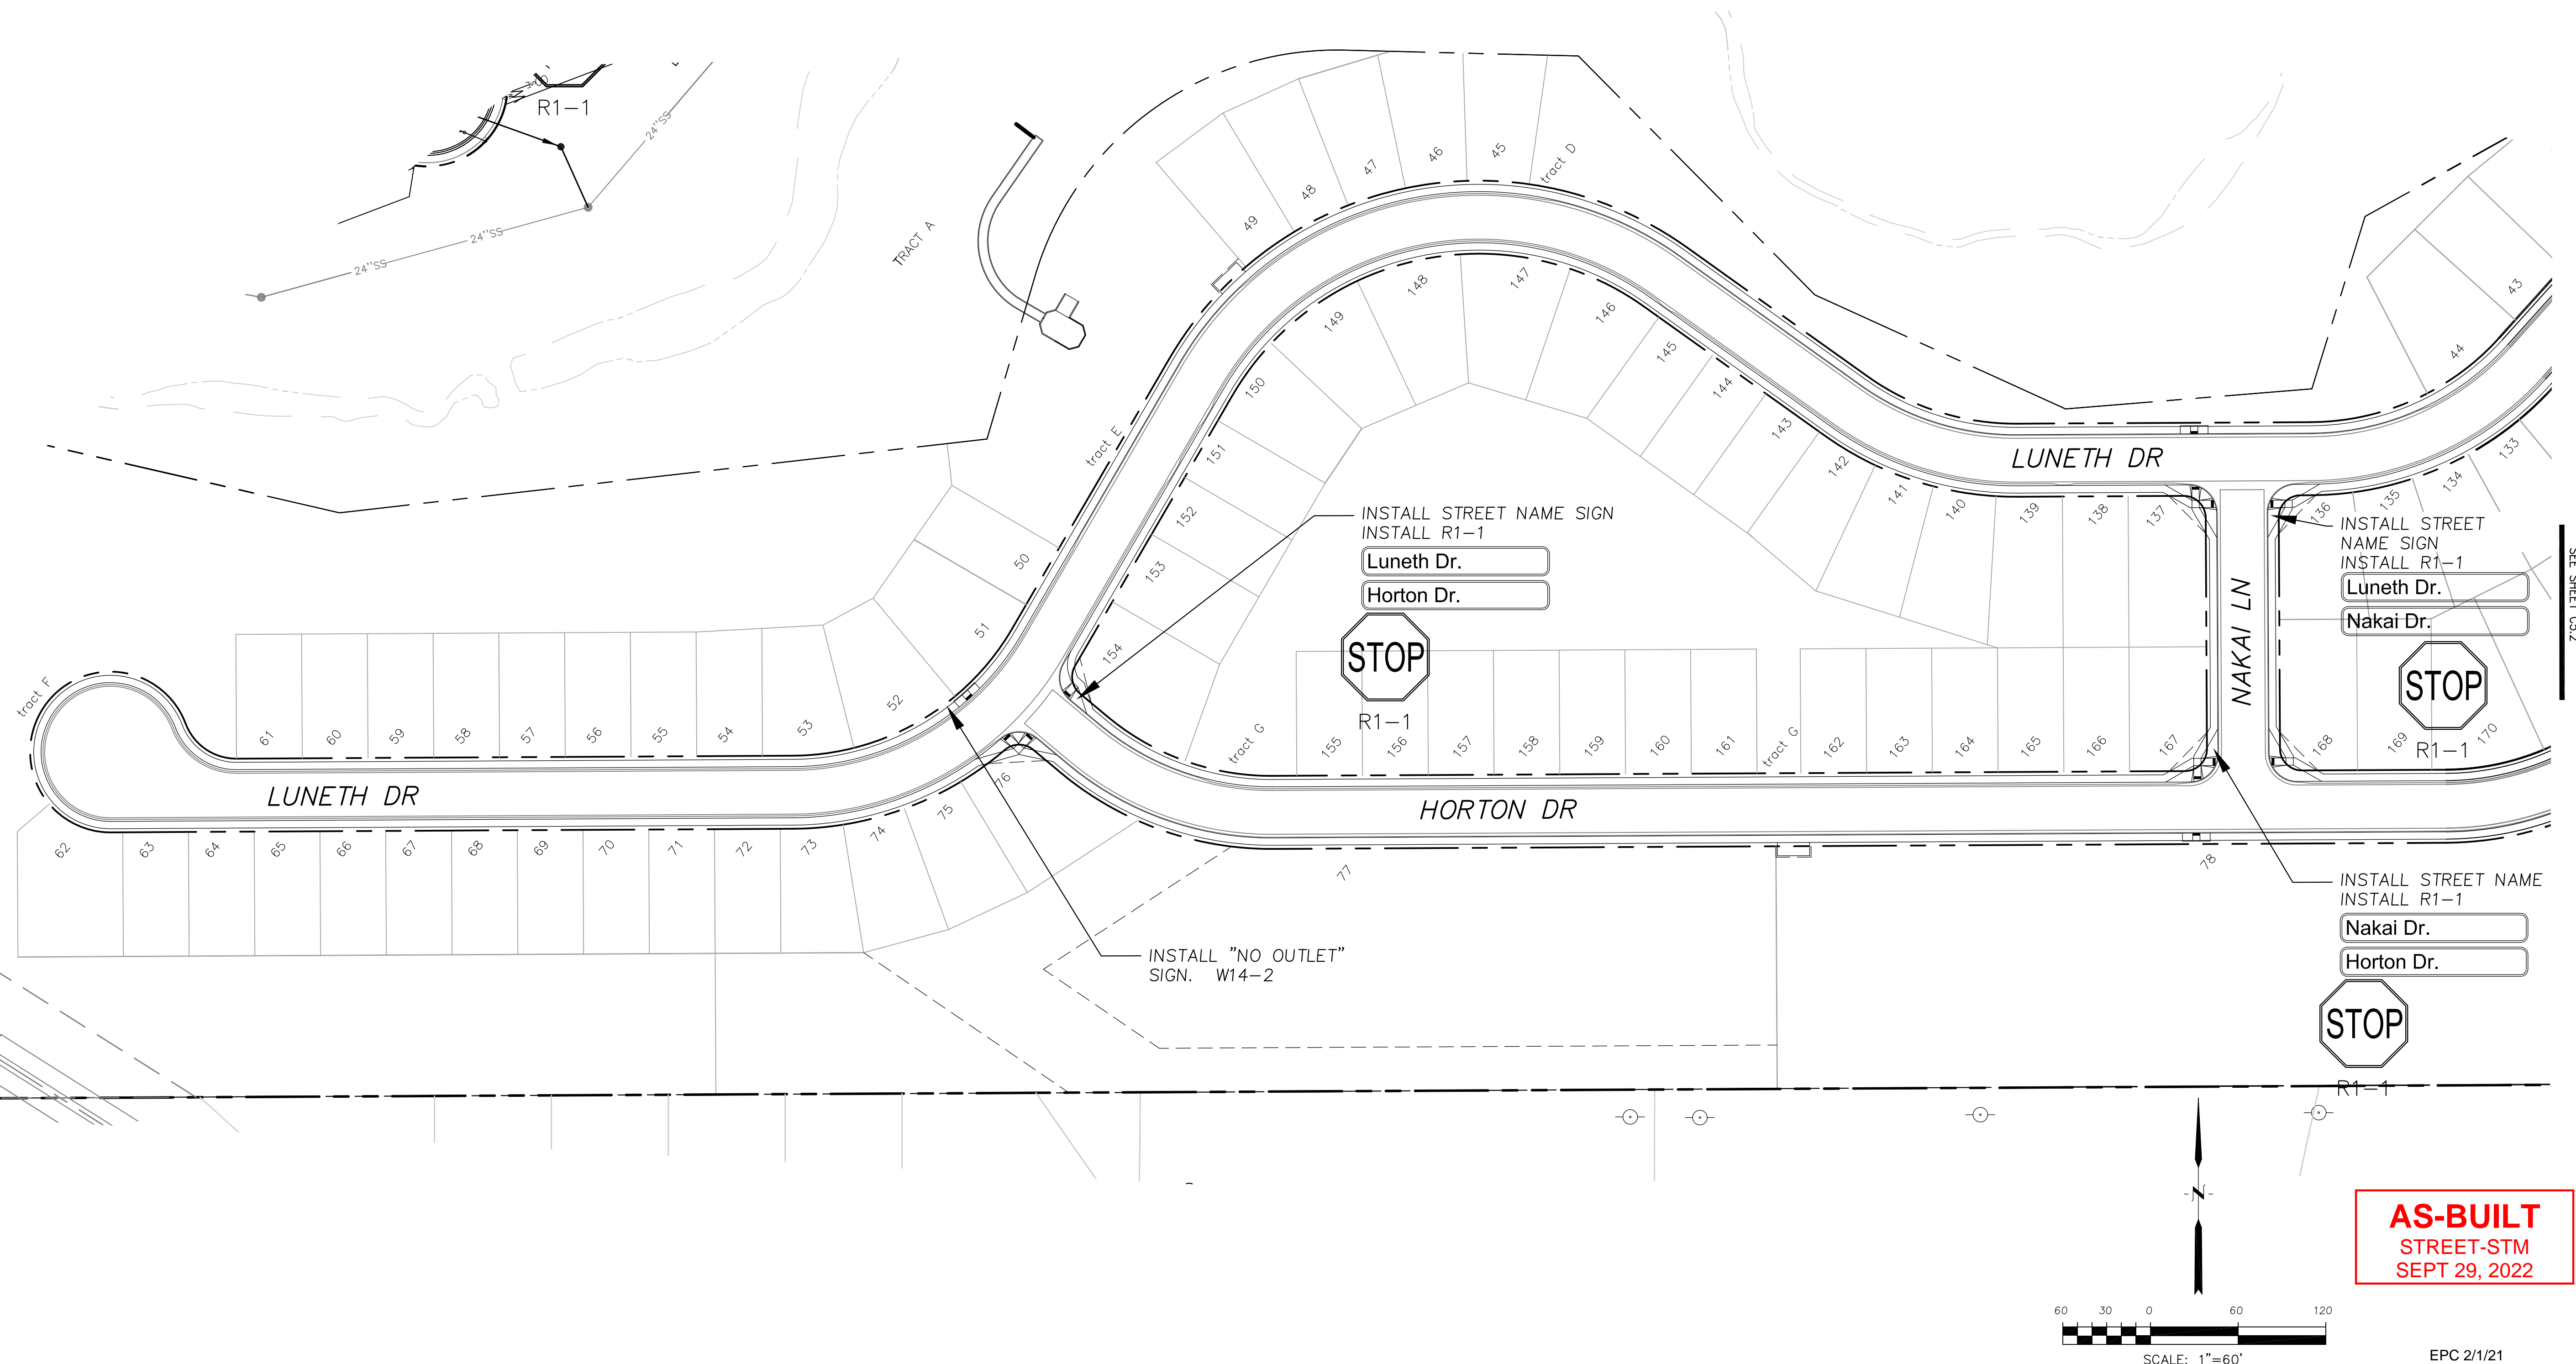 R1-1
24"SS
24"SS
24"SS
TRACT A
49
48
47
46
45
tract D
148
147
149
146
150
145
144
143
142
141
140
139
138
137
151
152
153
154
tract E
50
51
52
LUNETH DR
43
44
133
134
135
136
INSTALL STREET NAME SIGN
INSTALL R1-1
Luneth Dr.
Horton Dr.
STOP
R1-1
INSTALL STREET
NAME SIGN
INSTALL R1-1
Luneth Dr.
Nakai Dr.
STOP
R1-1
SEE SHEET C5.2
NAKAI LN
tract F
61
60
59
58
57
56
55
54
53
LUNETH DR
76
75
74
62
63
64
65
66
67
68
69
70
71
72
73
tract G
155
156
157
158
159
160
161
tract G
162
163
164
165
166
167
168
169
170
HORTON DR
77
78
INSTALL "NO OUTLET"
SIGN. W14-2
INSTALL STREET NAME
INSTALL R1-1
Nakai Dr.
Horton Dr.
STOP
R1-1
N
AS-BUILT
STREET-STM
SEPT 29, 2022
60 30 0 60 120
SCALE: 1"=60'
EPC 2/1/21